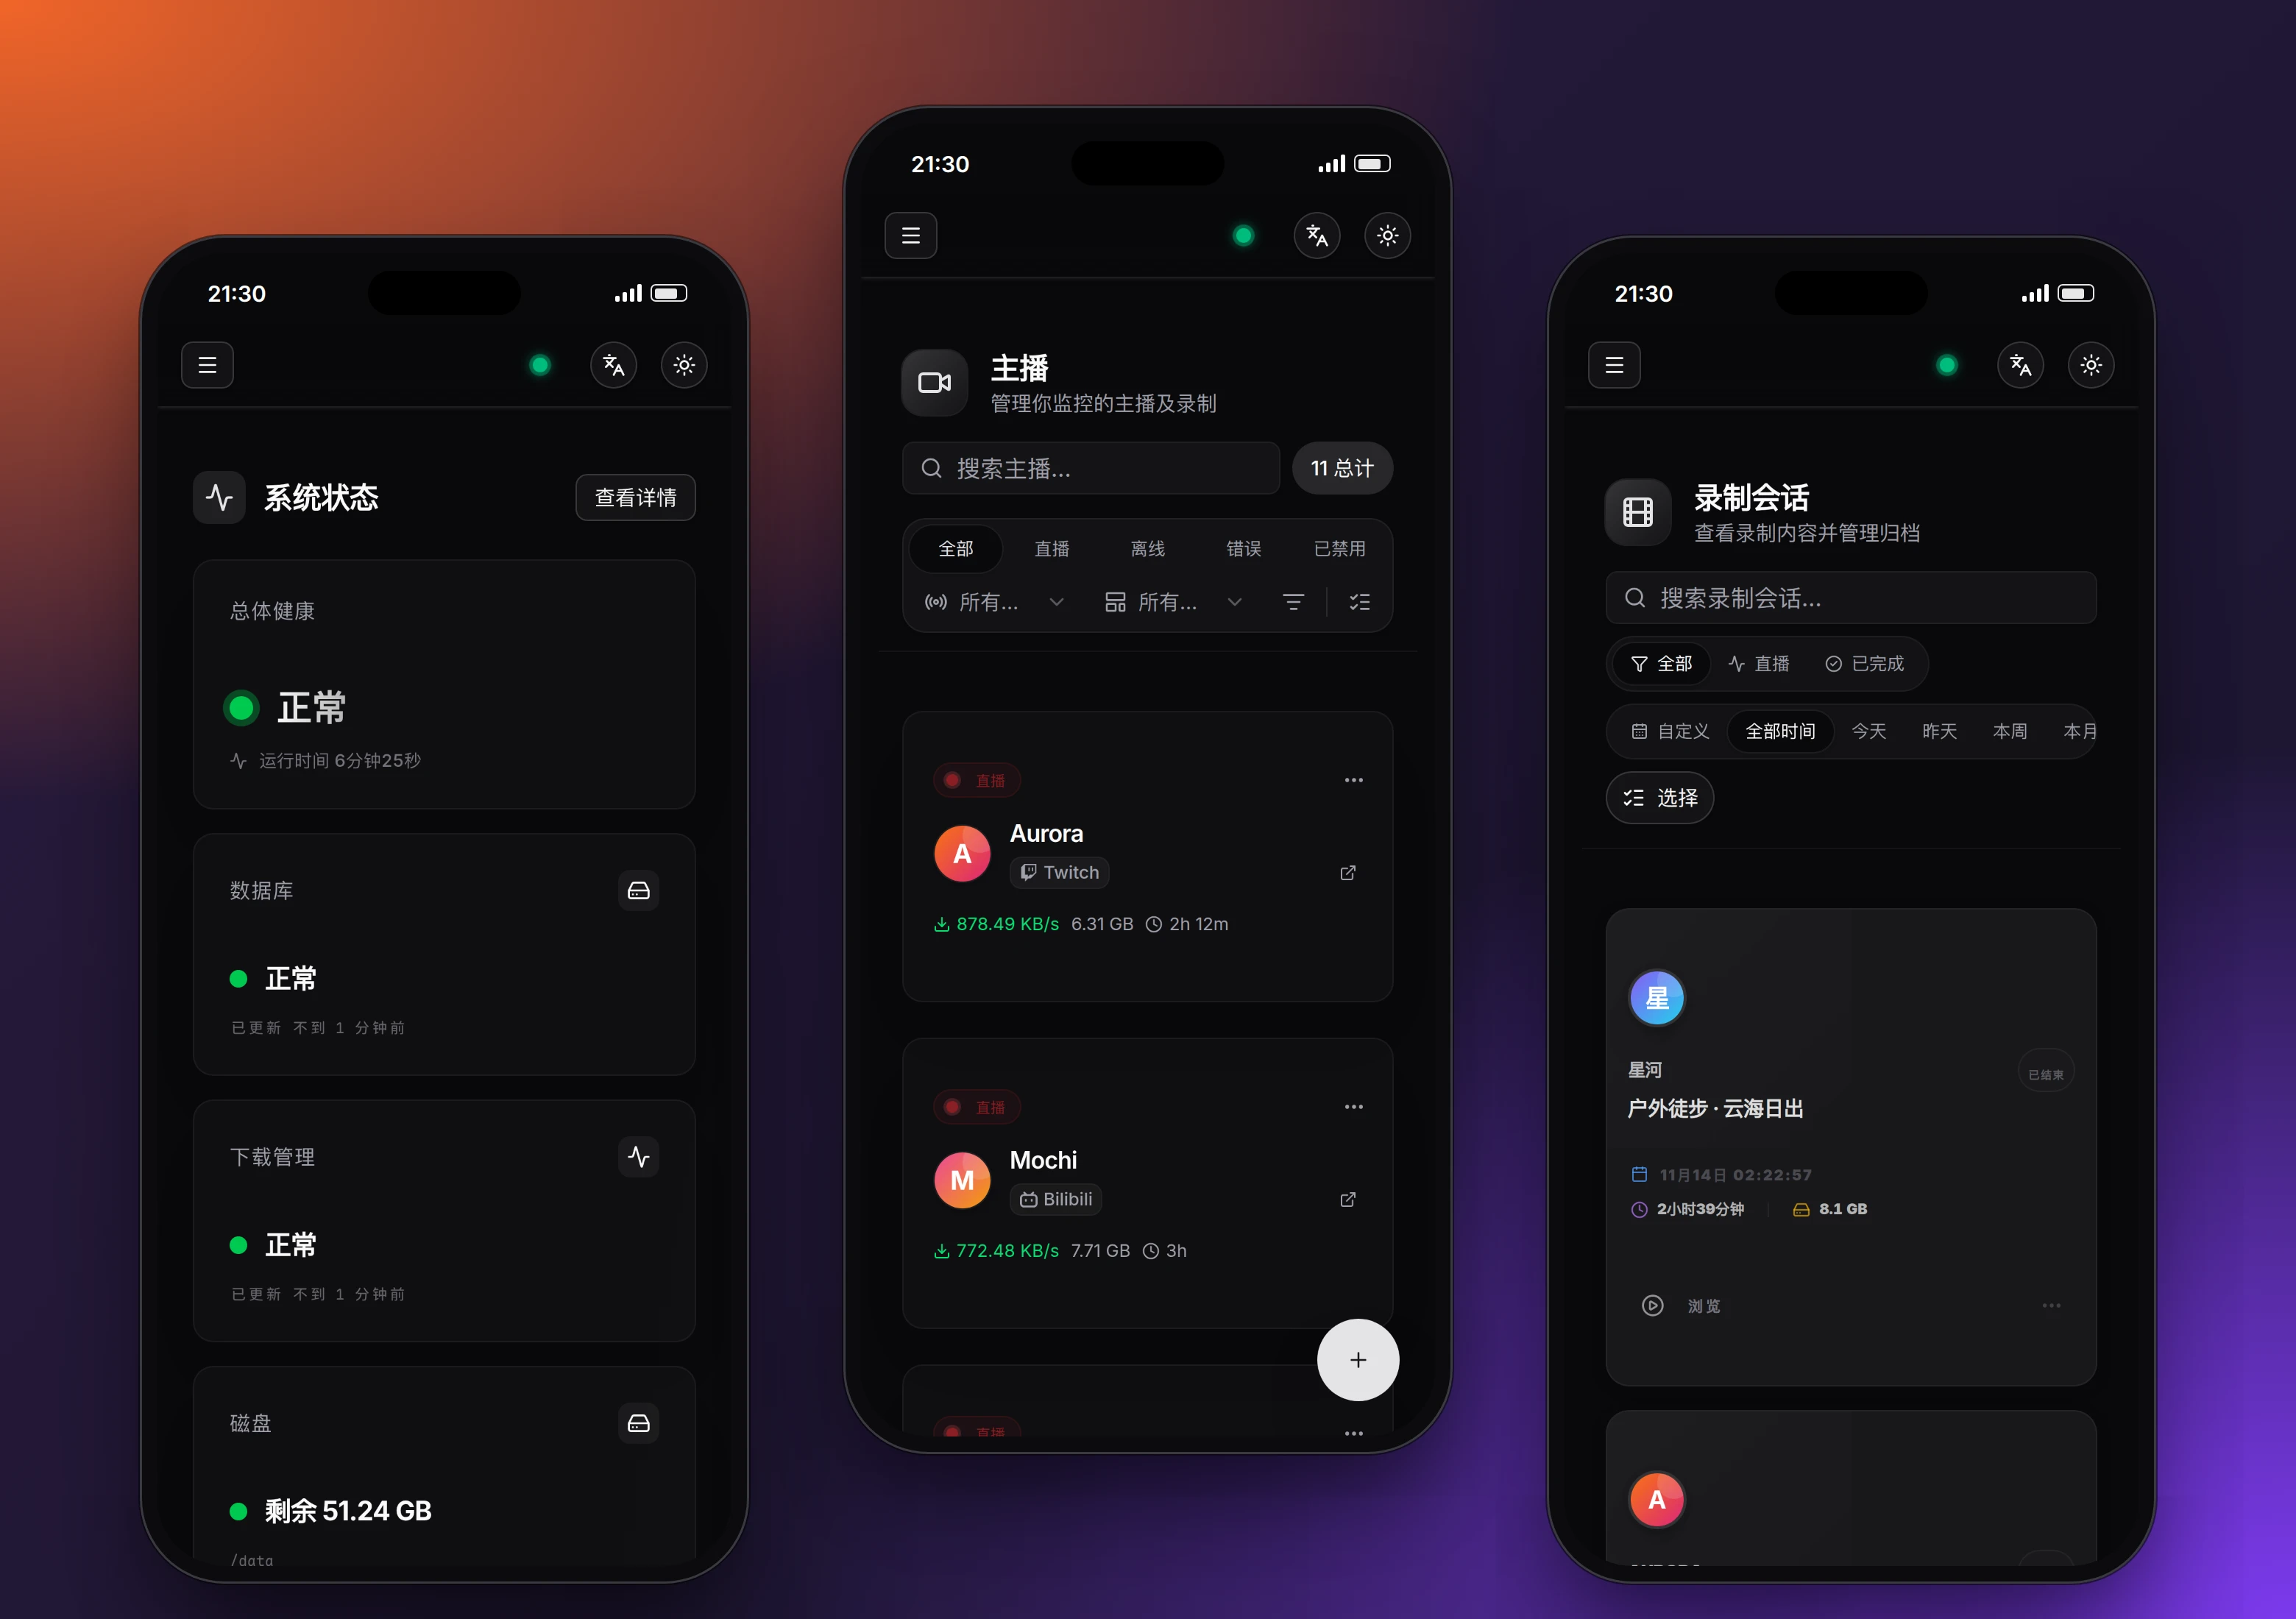 21:30
系统状态
查看详情
总体健康
正常
运行时间 6分钟25秒
数据库
正常
已更新 不到 1 分钟前
下载管理
正常
已更新 不到 1 分钟前
磁盘
剩余 51.24 GB
/data
21:30
主播
管理你监控的主播及录制
搜索主播...
11 总计
全部 直播 离线 错误 已禁用
所有... 所有...
直播
A
Aurora
Twitch
878.49 KB/s 6.31 GB 2h 12m
直播
M
Mochi
Bilibili
772.48 KB/s 7.71 GB 3h
直播
21:30
录制会话
查看录制内容并管理归档
搜索录制会话...
全部 直播 已完成
自定义 全部时间 今天 昨天 本周 本月
选择
星
星河
已结束
户外徒步 · 云海日出
11月14日 02:22:57
2小时39分钟 8.1 GB
浏览
A